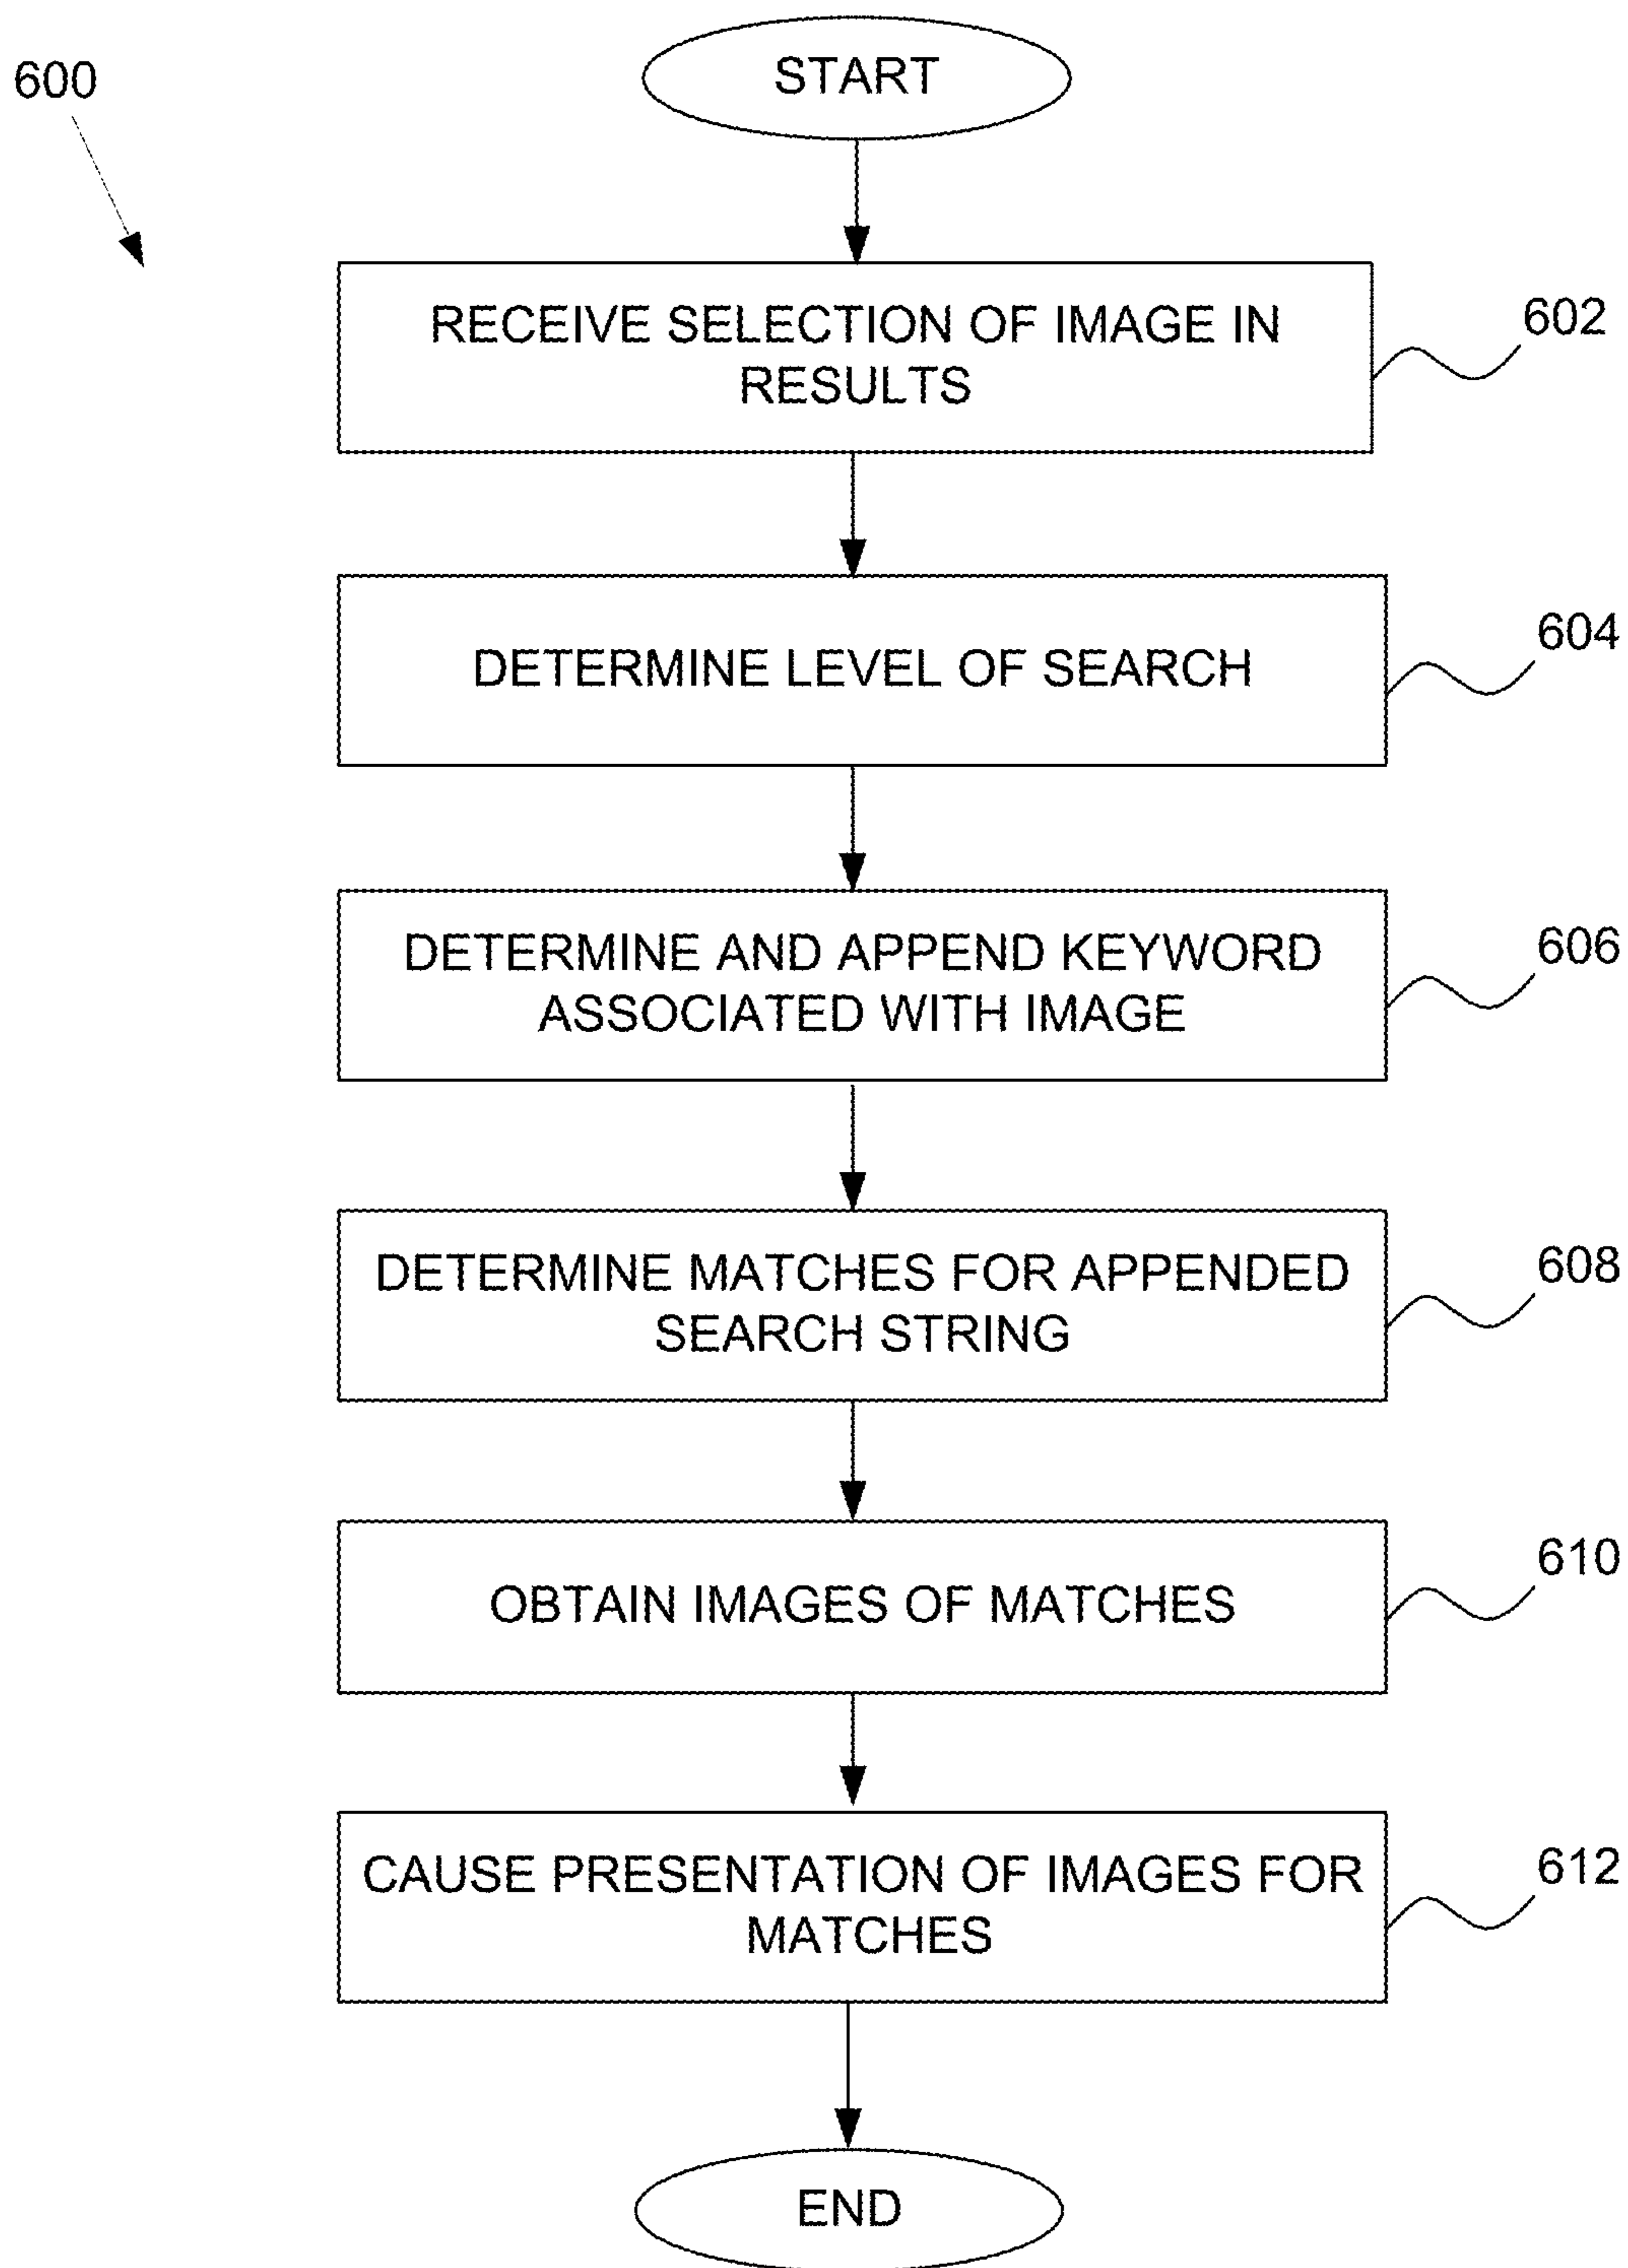 600
START
RECEIVE SELECTION OF IMAGE IN
RESULTS
602
DETERMINE LEVEL OF SEARCH
604
DETERMINE AND APPEND KEYWORD
ASSOCIATED WITH IMAGE
606
DETERMINE MATCHES FOR APPENDED
SEARCH STRING
608
OBTAIN IMAGES OF MATCHES
610
CAUSE PRESENTATION OF IMAGES FOR
MATCHES
612
END